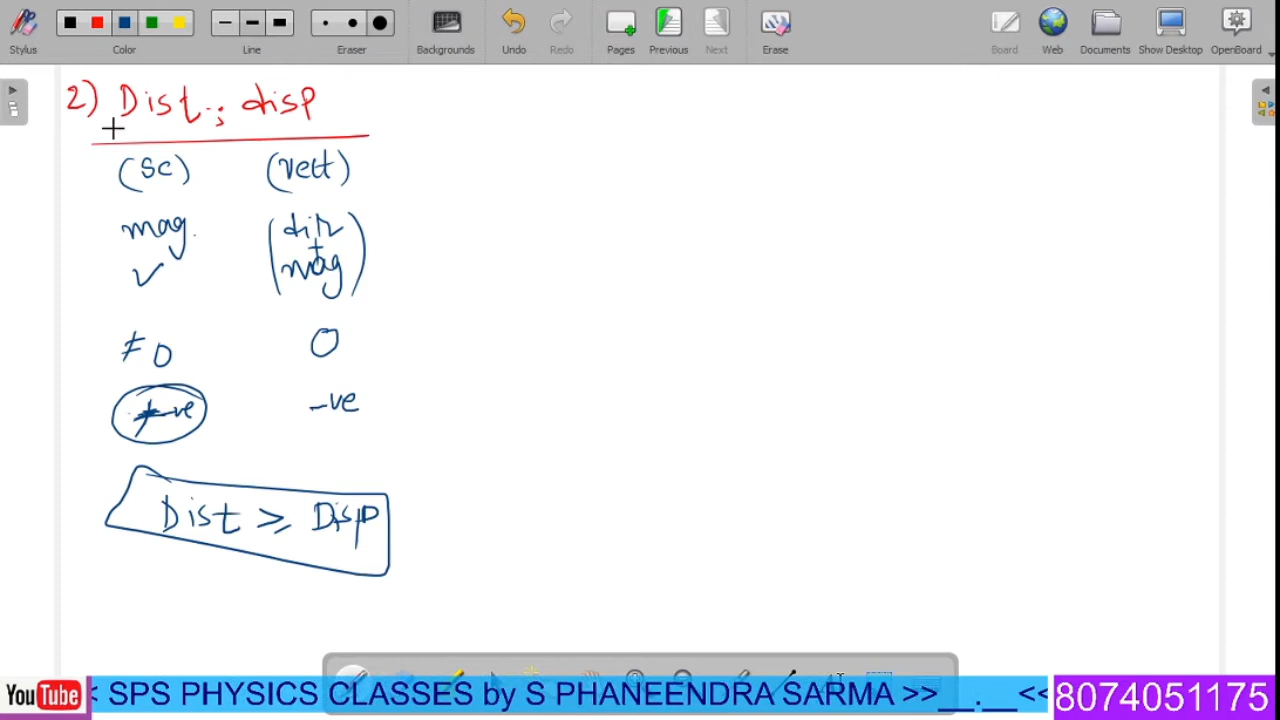 Stylus Color Line Eraser Backgrounds Undo Redo Pages Previous Next Erase Board Web Documents Show Desktop OpenBoard
2) Dist.; disp
(sc) (vect)
mag. (dir
+
✓ mag)
≠ 0 0
+ve -ve
Dist ≥ Disp
YouTube < SPS PHYSICS CLASSES by S PHANEENDRA SARMA >>__.__<< 8074051175